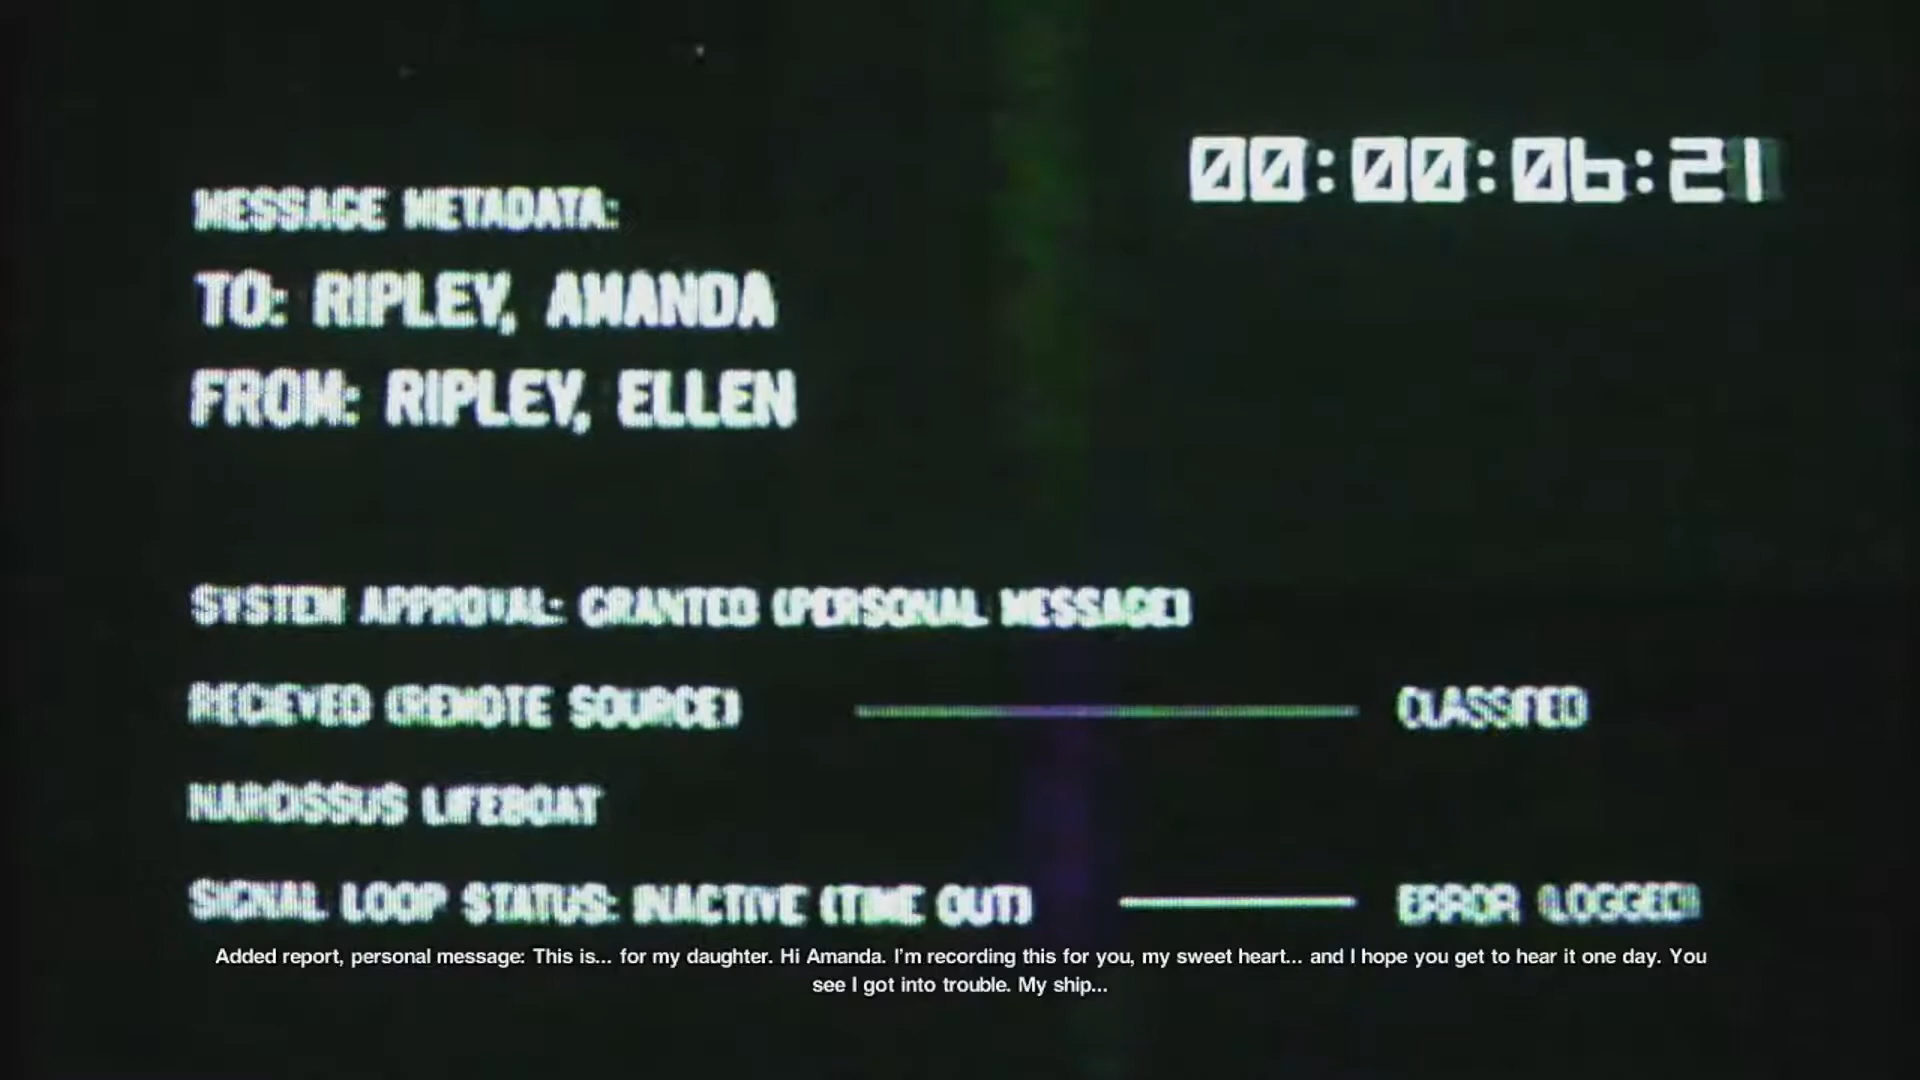 00:00:06:21
MESSAGE METADATA:
TO: RIPLEY, AMANDA
FROM: RIPLEY, ELLEN
SYSTEM APPROVAL: GRANTED (PERSONAL MESSAGE)
RECIEVED (REMOTE SOURCE) CLASSIFIED
NARCISSUS LIFEBOAT
SIGNAL LOOP STATUS: INACTIVE (TIME OUT) ERROR (LOGGED)
Added report, personal message: This is... for my daughter. Hi Amanda. I'm recording this for you, my sweet heart... and I hope you get to hear it one day. You
see I got into trouble. My ship...